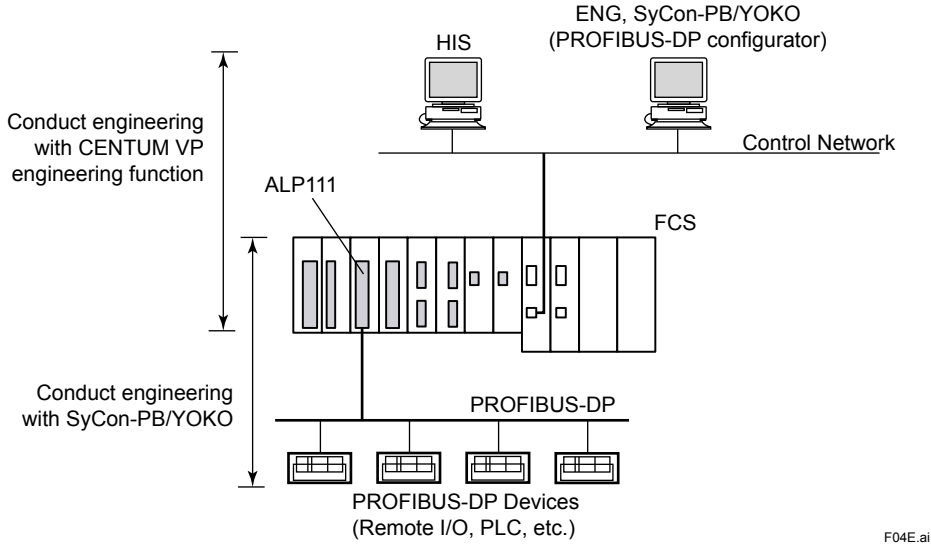 ENG, SyCon-PB/YOKO
(PROFIBUS-DP configurator)
HIS
Conduct engineering
with CENTUM VP
engineering function
Control Network
ALP111
FCS
Conduct engineering
with SyCon-PB/YOKO
PROFIBUS-DP
PROFIBUS-DP Devices
(Remote I/O, PLC, etc.)
F04E.ai